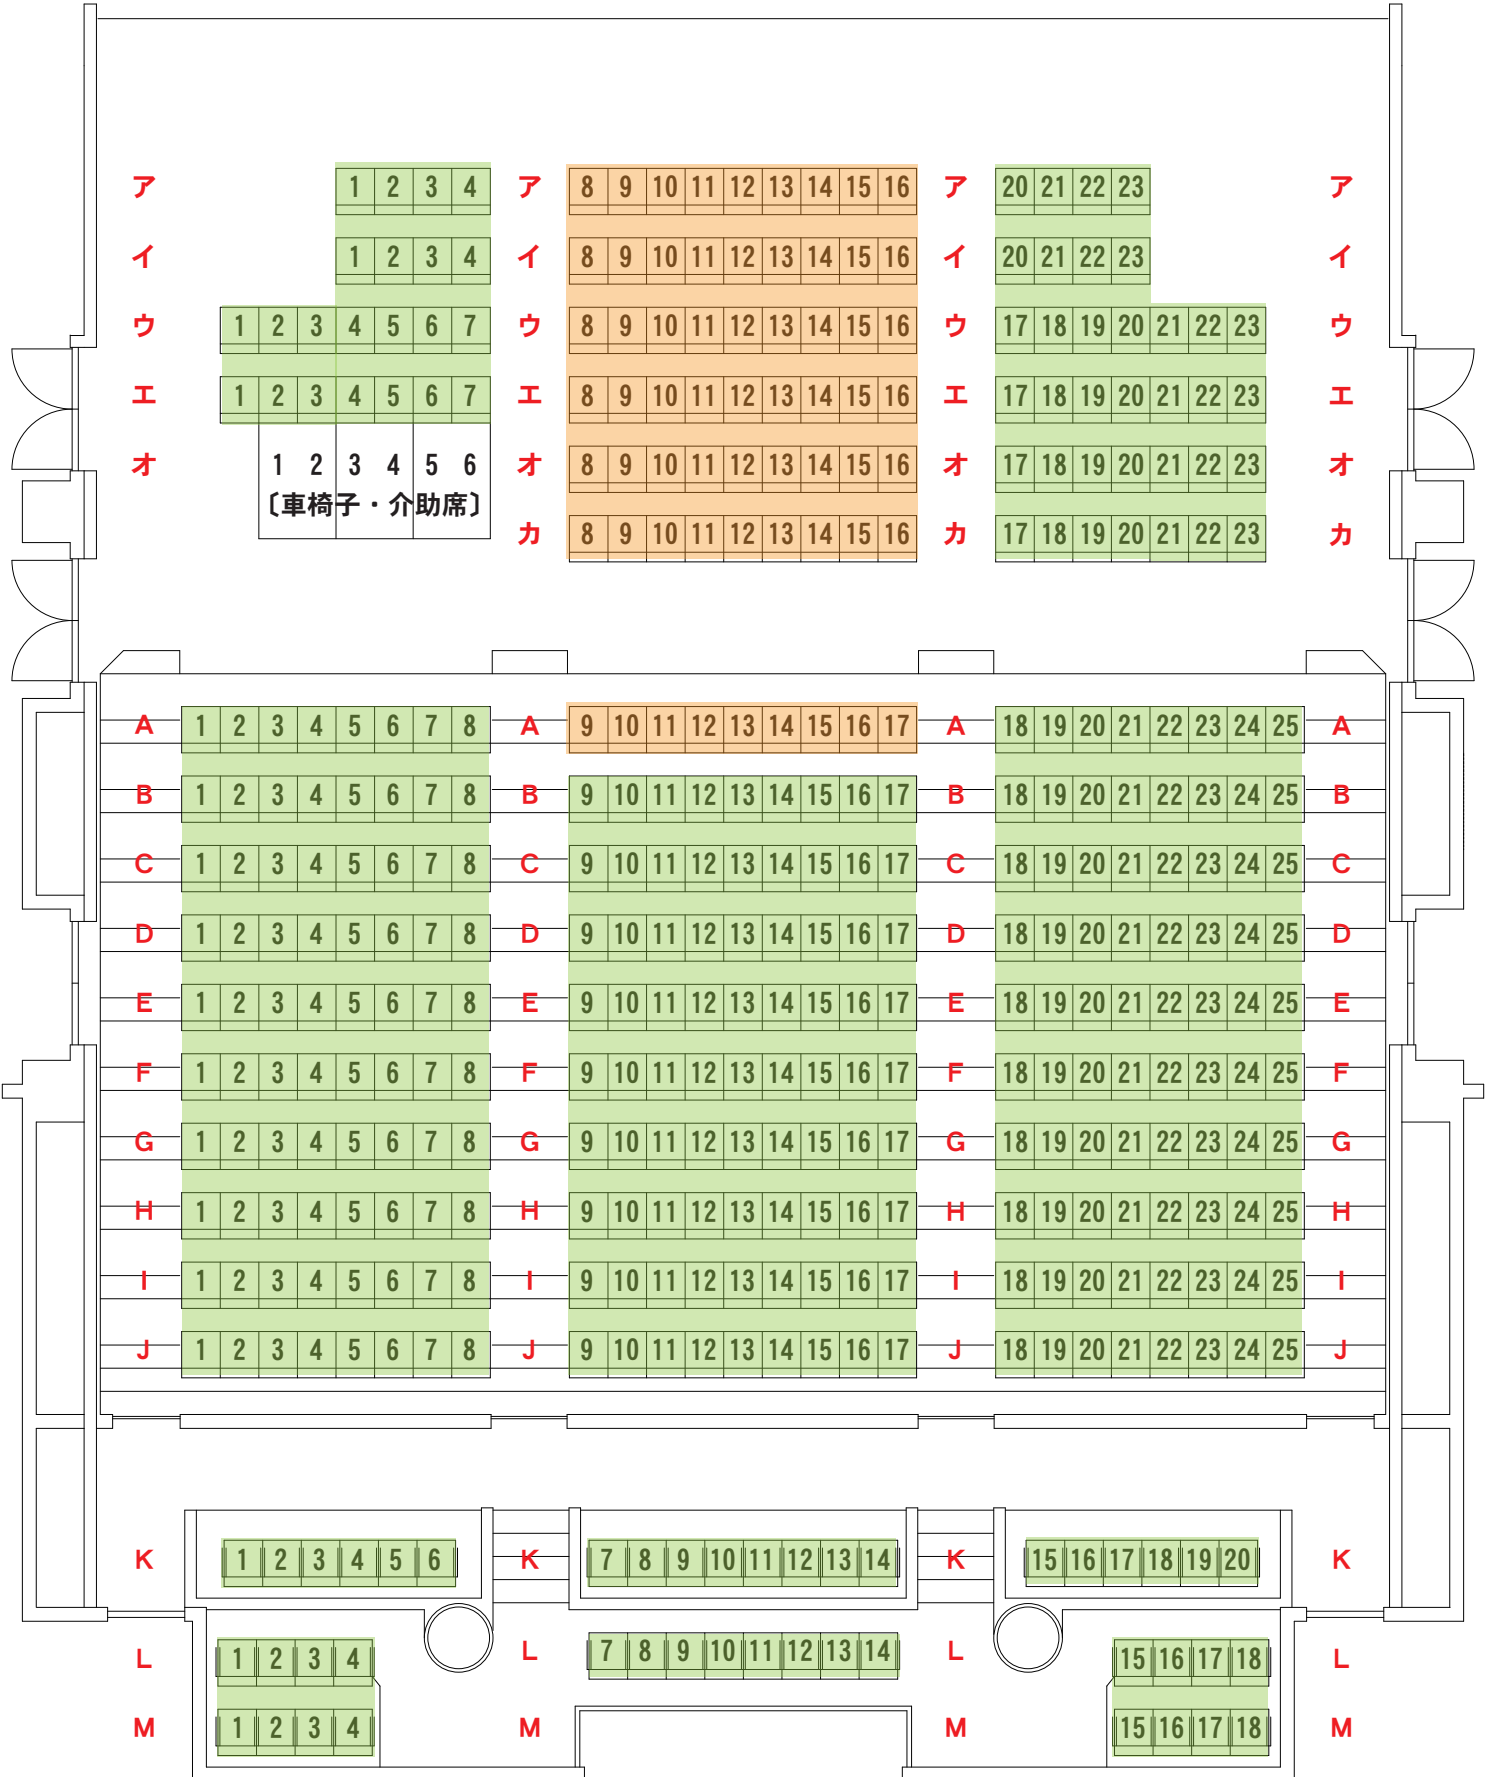 ア 1 2 3 4 ア 8 9 10 11 12 13 14 15 16 ア 20 21 22 23 ア
イ 1 2 3 4 イ 8 9 10 11 12 13 14 15 16 イ 20 21 22 23 イ
ウ 1 2 3 4 5 6 7 ウ 8 9 10 11 12 13 14 15 16 ウ 17 18 19 20 21 22 23 ウ
エ 1 2 3 4 5 6 7 エ 8 9 10 11 12 13 14 15 16 エ 17 18 19 20 21 22 23 エ
オ 1 2 3 4 5 6 オ 8 9 10 11 12 13 14 15 16 オ 17 18 19 20 21 22 23 オ
〔車椅子・介助席〕
カ 8 9 10 11 12 13 14 15 16 カ 17 18 19 20 21 22 23 カ
A 1 2 3 4 5 6 7 8 A 9 10 11 12 13 14 15 16 17 A 18 19 20 21 22 23 24 25 A
B 1 2 3 4 5 6 7 8 B 9 10 11 12 13 14 15 16 17 B 18 19 20 21 22 23 24 25 B
C 1 2 3 4 5 6 7 8 C 9 10 11 12 13 14 15 16 17 C 18 19 20 21 22 23 24 25 C
D 1 2 3 4 5 6 7 8 D 9 10 11 12 13 14 15 16 17 D 18 19 20 21 22 23 24 25 D
E 1 2 3 4 5 6 7 8 E 9 10 11 12 13 14 15 16 17 E 18 19 20 21 22 23 24 25 E
F 1 2 3 4 5 6 7 8 F 9 10 11 12 13 14 15 16 17 F 18 19 20 21 22 23 24 25 F
G 1 2 3 4 5 6 7 8 G 9 10 11 12 13 14 15 16 17 G 18 19 20 21 22 23 24 25 G
H 1 2 3 4 5 6 7 8 H 9 10 11 12 13 14 15 16 17 H 18 19 20 21 22 23 24 25 H
I 1 2 3 4 5 6 7 8 I 9 10 11 12 13 14 15 16 17 I 18 19 20 21 22 23 24 25 I
J 1 2 3 4 5 6 7 8 J 9 10 11 12 13 14 15 16 17 J 18 19 20 21 22 23 24 25 J
K 1 2 3 4 5 6 K 7 8 9 10 11 12 13 14 K 15 16 17 18 19 20 K
L 1 2 3 4 L 7 8 9 10 11 12 13 14 L 15 16 17 18 L
M 1 2 3 4 M M 15 16 17 18 M